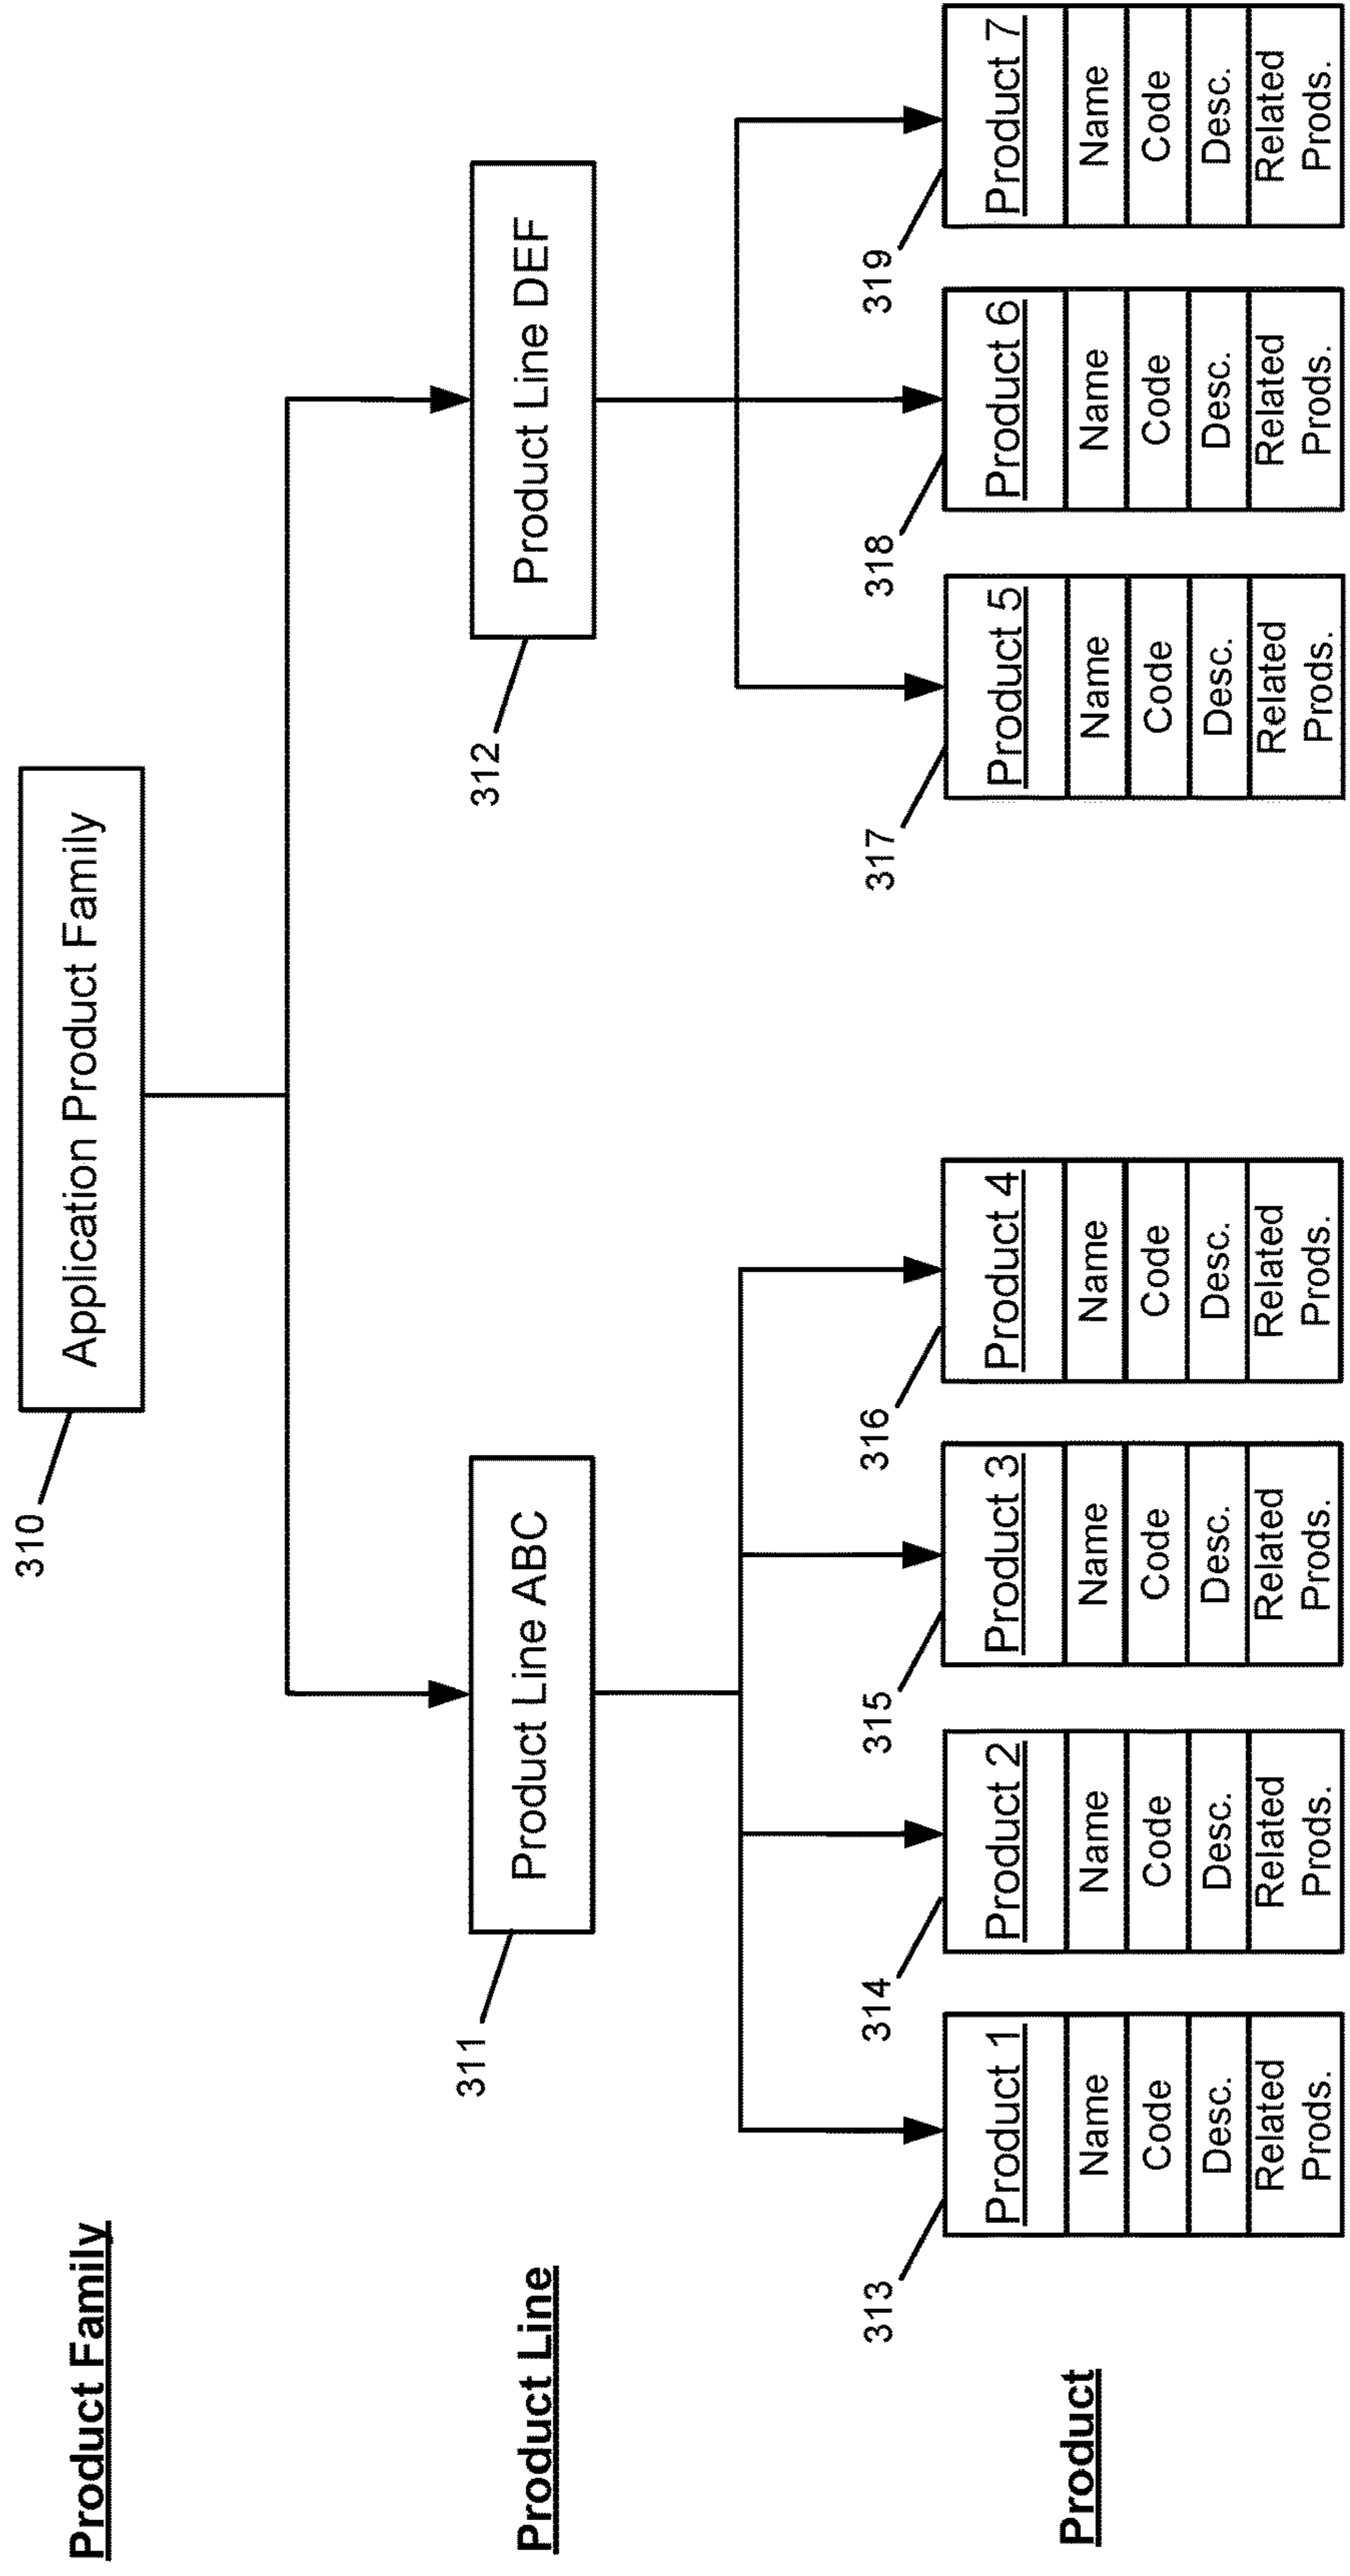 Product Family
310
Application Product Family
Product Line
311
Product Line ABC
312
Product Line DEF
Product
313
Product 1
Name
Code
Desc.
Related
Prods.
314
Product 2
Name
Code
Desc.
Related
Prods.
315
Product 3
Name
Code
Desc.
Related
Prods.
316
Product 4
Name
Code
Desc.
Related
Prods.
317
Product 5
Name
Code
Desc.
Related
Prods.
318
Product 6
Name
Code
Desc.
Related
Prods.
319
Product 7
Name
Code
Desc.
Related
Prods.